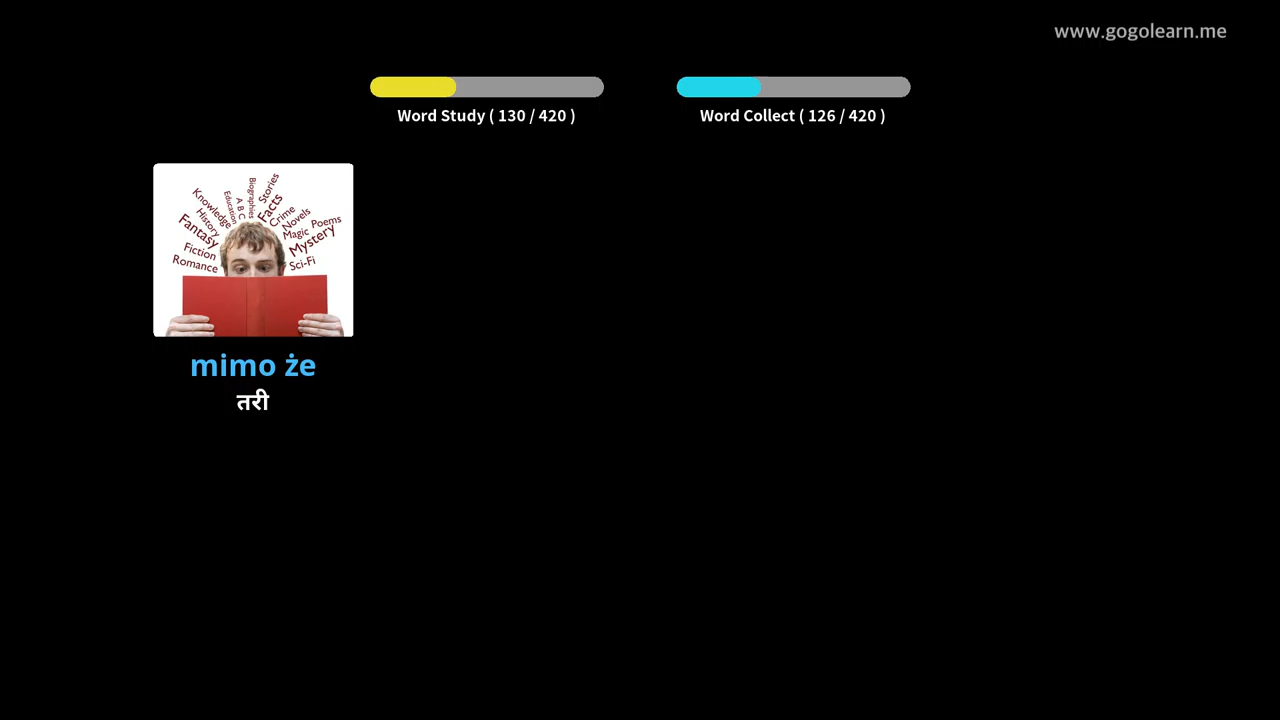 www.gogolearn.me
Word Study ( 130 / 420 )
Word Collect ( 126 / 420 )
Knowledge
History
Fantasy
Fiction
Romance
Education
A B C
Biographies
Stories
Facts
Crime
Novels
Magic
Poems
Mystery
Sci-Fi
mimo że
तरी